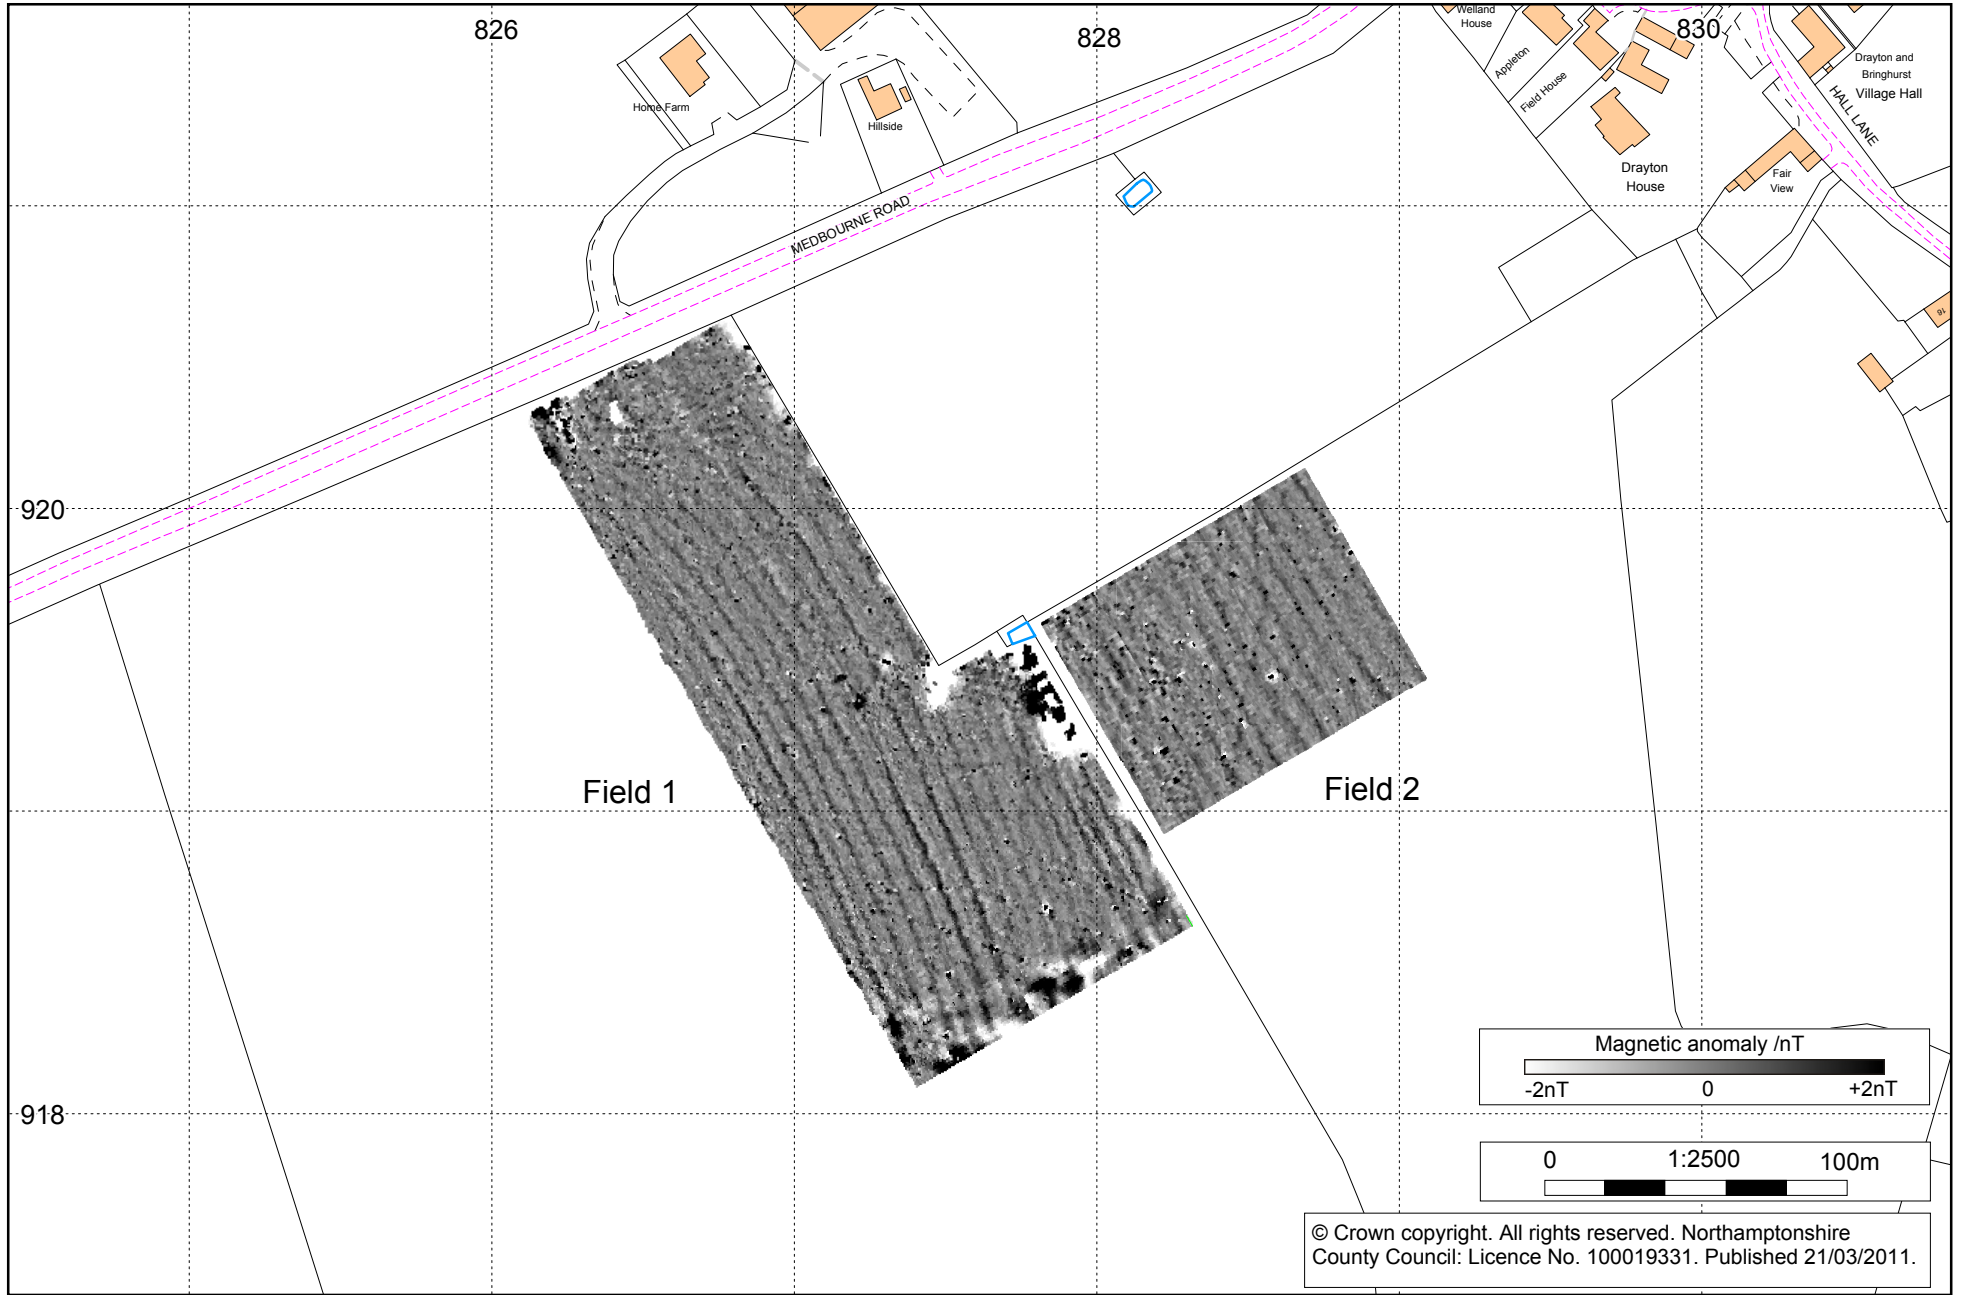 826
828
830
Welland
House
Appleton
Field House
Drayton and
Bringhurst
Village Hall
HALL LANE
Home Farm
Hillside
Drayton
House
Fair
View
MEDBOURNE ROAD
16
920
Field 1
Field 2
918
Magnetic anomaly /nT
-2nT 0 +2nT
0 1:2500 100m
© Crown copyright. All rights reserved. Northamptonshire
County Council: Licence No. 100019331. Published 21/03/2011.